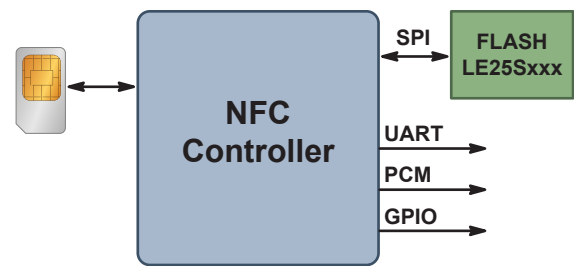 SPI
FLASH
LE25Sxxx
NFC
Controller
UART
PCM
GPIO